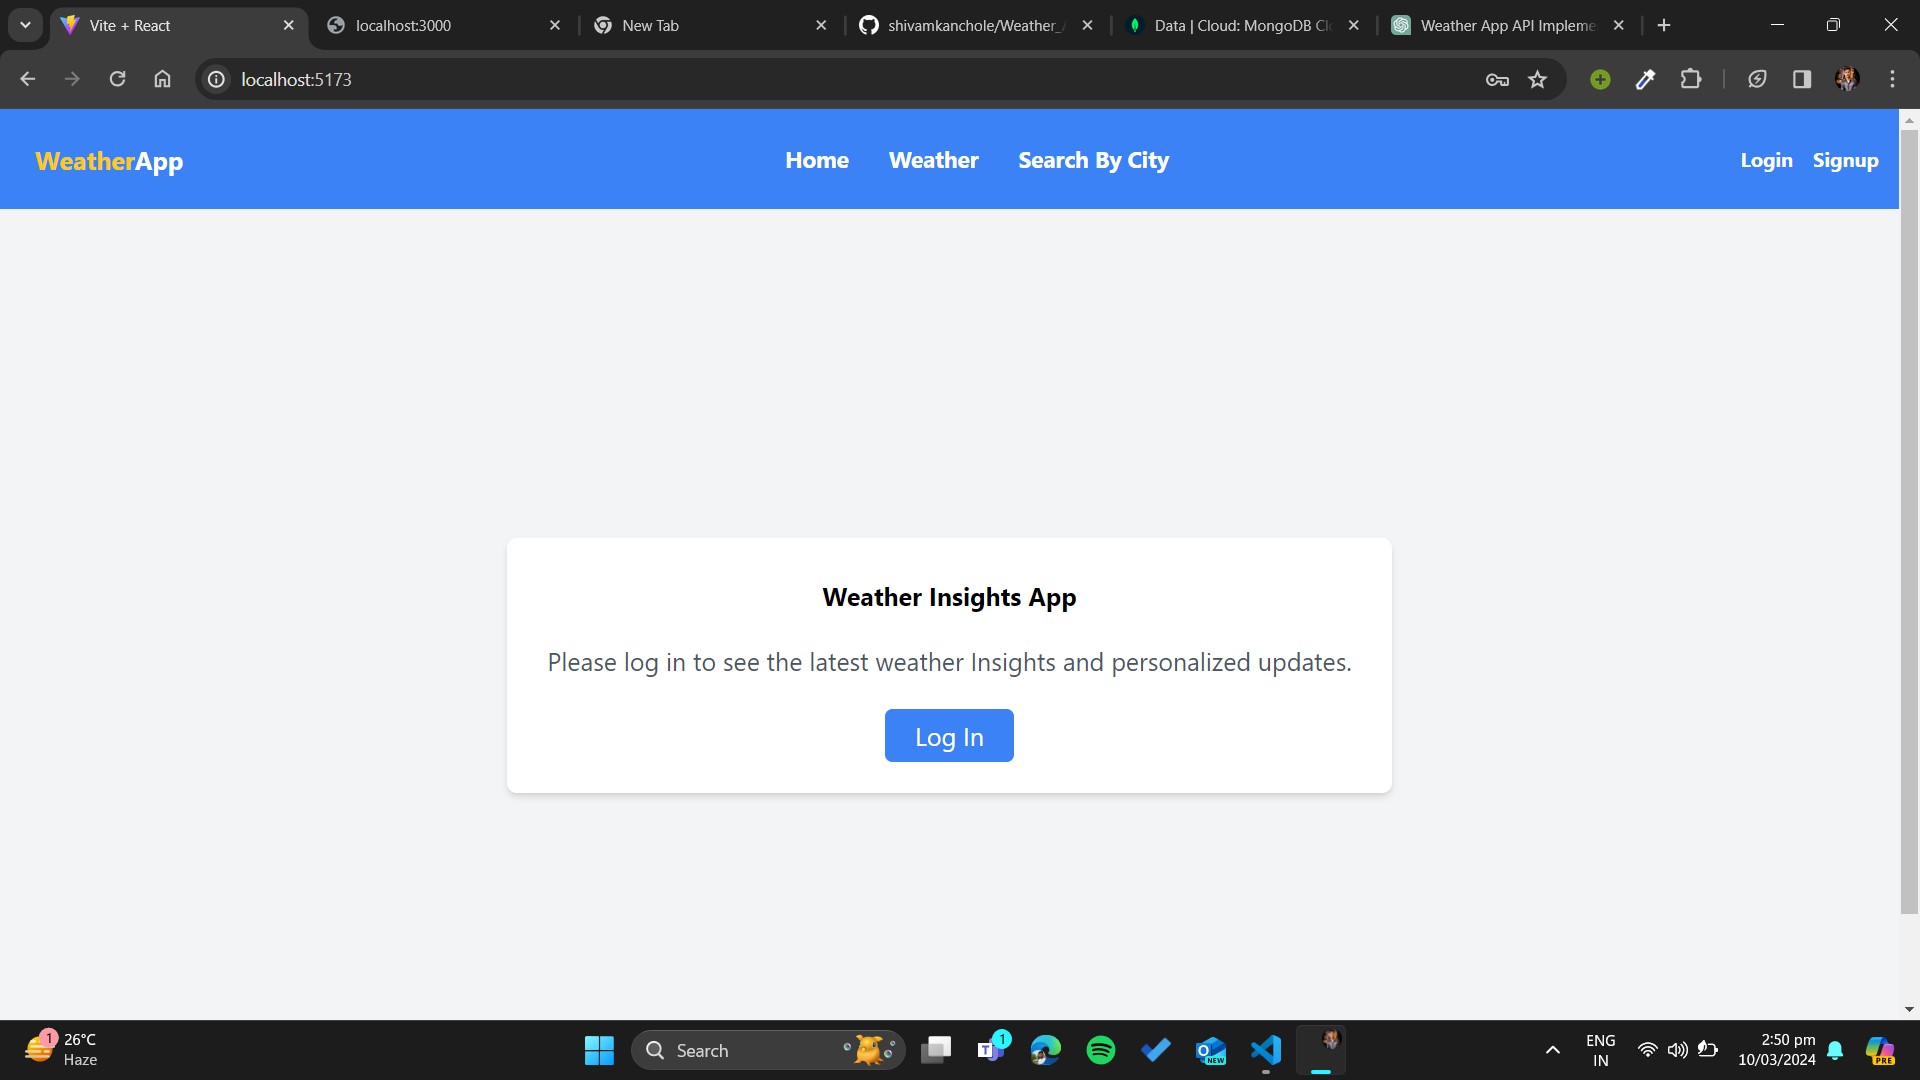 Vite + React
localhost:3000
New Tab
shivamkanchole/Weather_
Data | Cloud: MongoDB Cl
Weather App API Impleme
localhost:5173
WeatherApp
Home
Weather
Search By City
Login
Signup
Weather Insights App
Please log in to see the latest weather Insights and personalized updates.
Log In
1
26°C
Haze
Search
T
1
O
NEW
ENG
IN
2:50 pm
10/03/2024
PRE